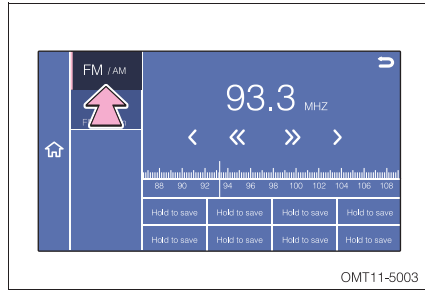 FM / AM
93.3 MHZ
88 90 92 94 96 98 100 102 104 106 108
Hold to save Hold to save Hold to save Hold to save
Hold to save Hold to save Hold to save Hold to save
OMT11-5003